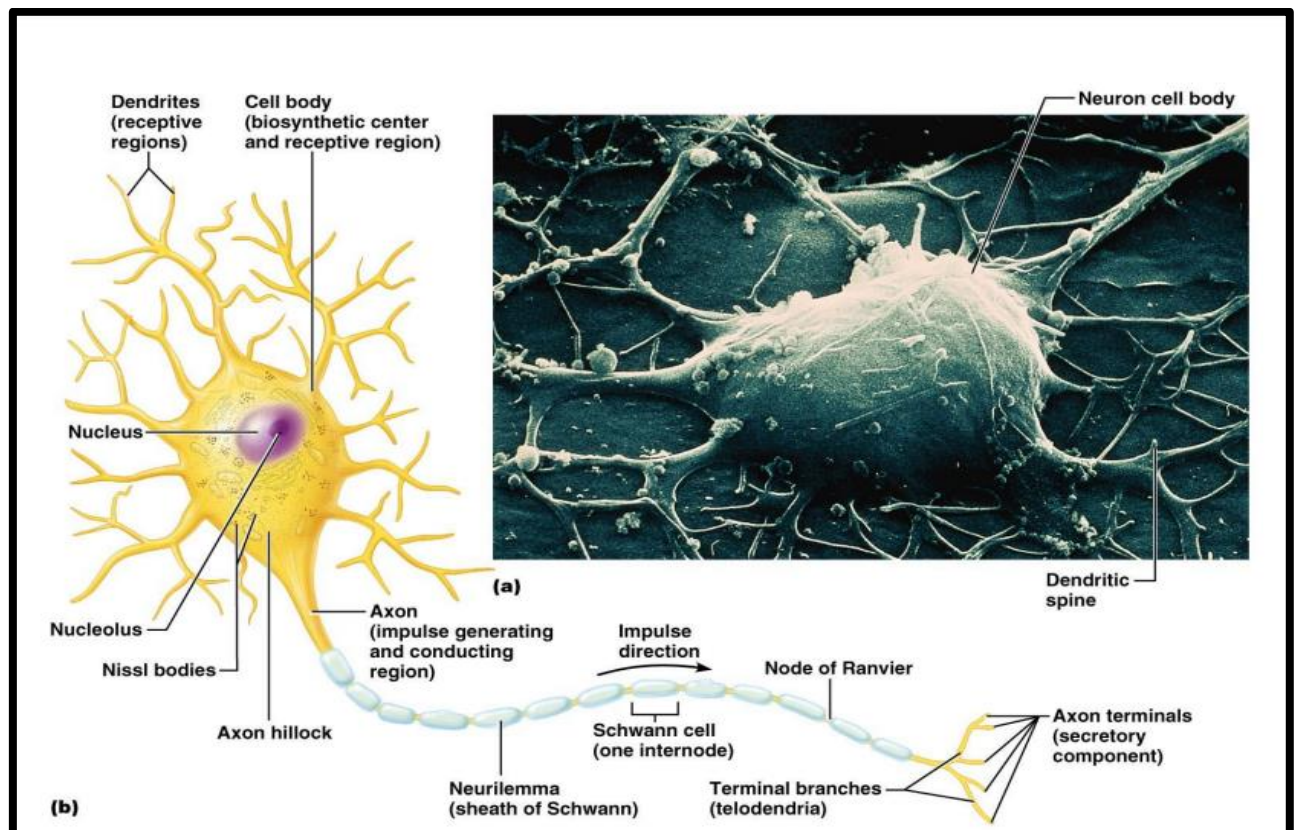 Dendrites
(receptive
regions)
Cell body
(biosynthetic center
and receptive region)
Neuron cell body
Nucleus
(a)
Dendritic
spine
Nucleolus
Axon
(impulse generating
and conducting
region)
Impulse
direction
Nissl bodies
Node of Ranvier
Axon hillock
Schwann cell
(one internode)
Axon terminals
(secretory
component)
Neurilemma
(sheath of Schwann)
Terminal branches
(telodendria)
(b)